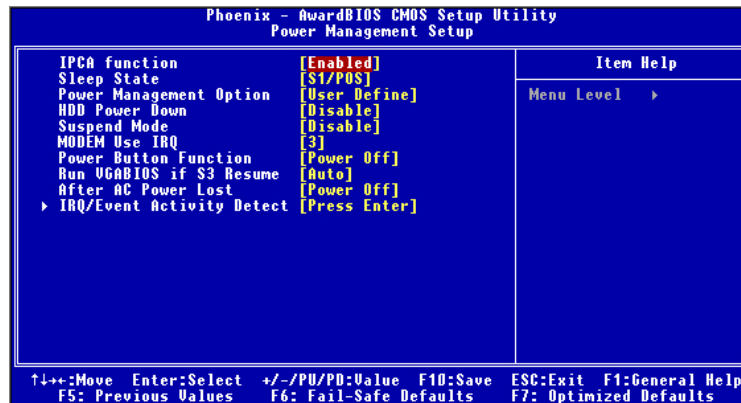 Phoenix - AwardBIOS CMOS Setup Utility
Power Management Setup
IPCA function [Enabled]
Sleep State [S1/POS]
Power Management Option [User Define]
HDD Power Down [Disable]
Suspend Mode [Disable]
MODEM Use IRQ [3]
Power Button Function [Power Off]
Run VGABIOS if S3 Resume [Auto]
After AC Power Lost [Power Off]
▸ IRQ/Event Activity Detect [Press Enter]
Item Help
Menu Level ▸
↑↓→←:Move Enter:Select +/-/PU/PD:Value F10:Save ESC:Exit F1:General Help
F5: Previous Values F6: Fail-Safe Defaults F7: Optimized Defaults